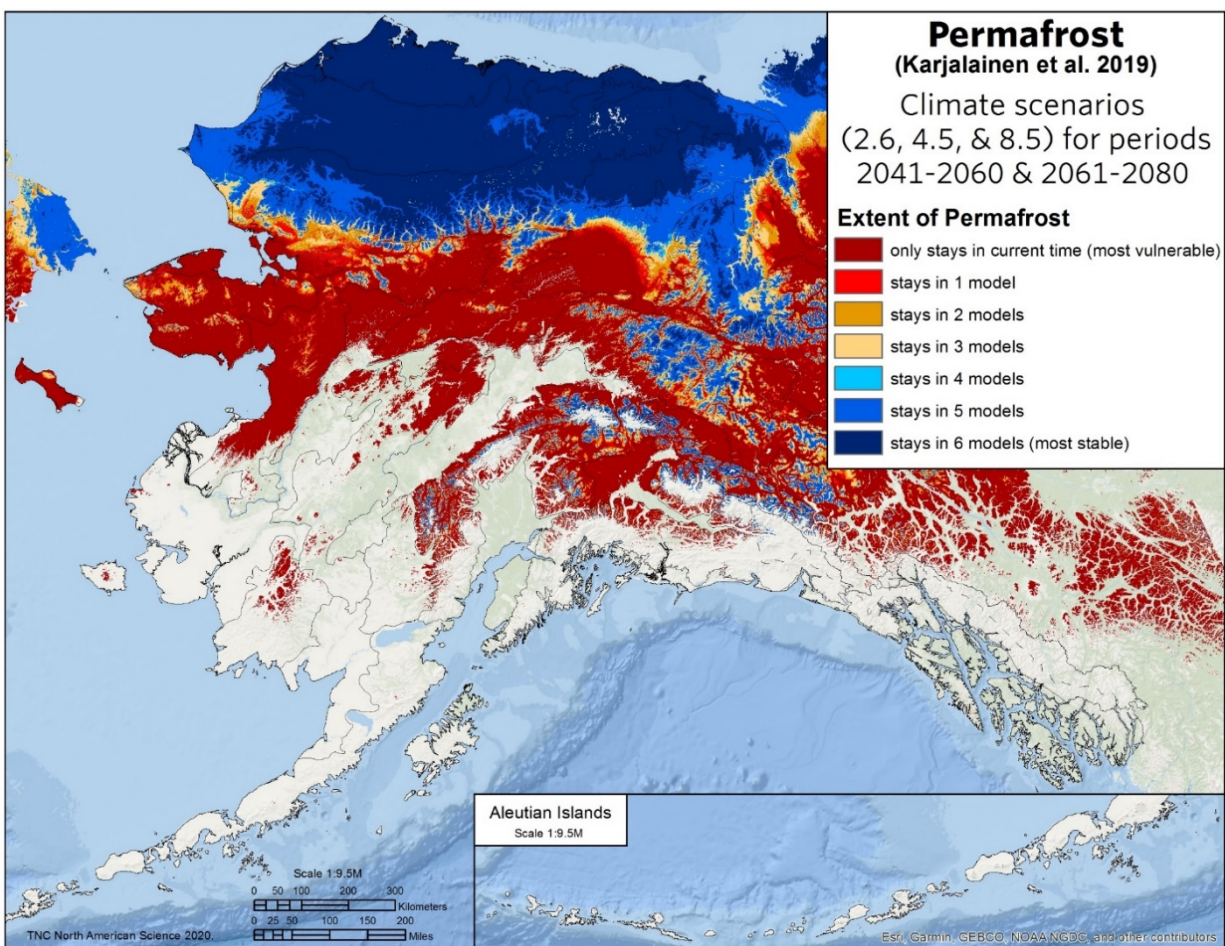 Permafrost
(Karjalainen et al. 2019)
Climate scenarios
(2.6, 4.5, & 8.5) for periods
2041-2060 & 2061-2080
Extent of Permafrost
only stays in current time (most vulnerable)
stays in 1 model
stays in 2 models
stays in 3 models
stays in 4 models
stays in 5 models
stays in 6 models (most stable)
Aleutian Islands
Scale 1:9.5M
Scale 1:9.5M
0 50 100 200 300
Kilometers
0 25 50 100 150 200
Miles
TNC North American Science 2020.
Esri, Garmin, GEBCO, NOAA NGDC, and other contributors